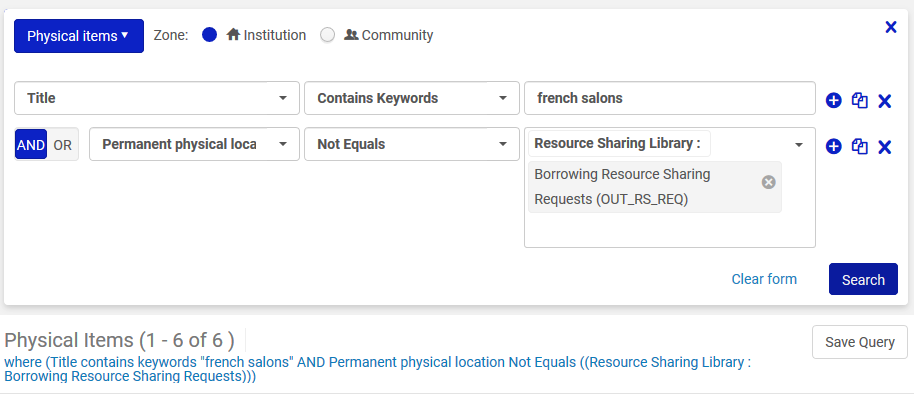 Physical items Zone: Institution Community
Title Contains Keywords french salons
AND OR Permanent physical loca Not Equals Resource Sharing Library :
Borrowing Resource Sharing
Requests (OUT_RS_REQ)
Clear form Search
Physical Items (1 - 6 of 6 ) Save Query
where (Title contains keywords "french salons" AND Permanent physical location Not Equals ((Resource Sharing Library :
Borrowing Resource Sharing Requests)))